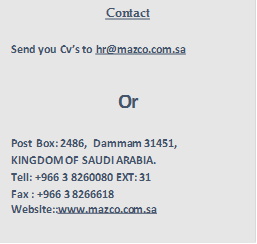 Contact
Send you Cv's to hr@mazco.com.sa
Or
Post Box: 2486, Dammam 31451,
KINGDOM OF SAUDI ARABIA.
Tell: +966 3 8260080 EXT: 31
Fax : +966 3 8266618
Website::www.mazco.com.sa